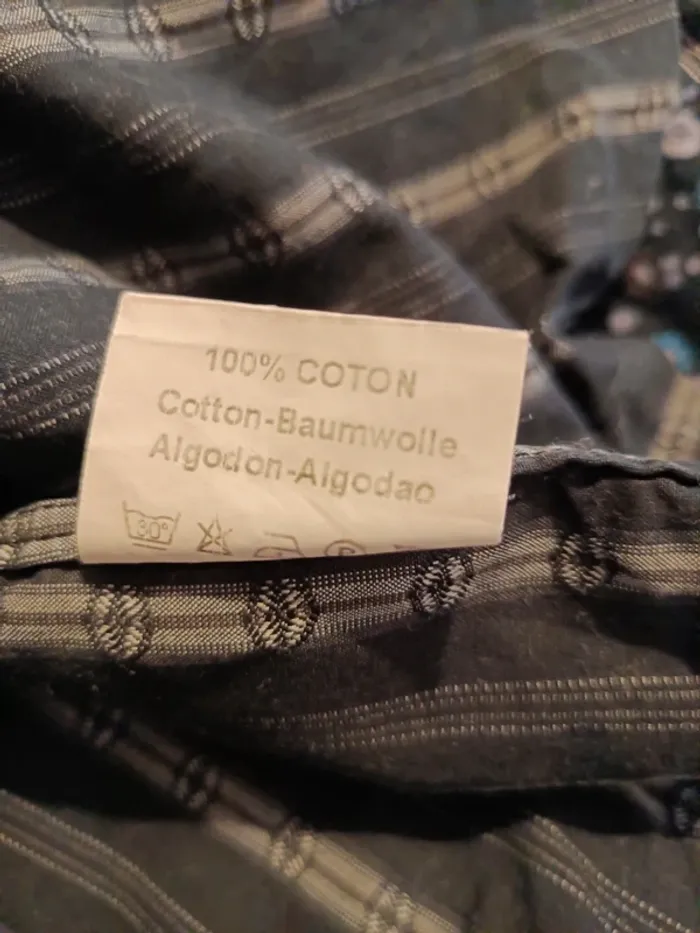 100% COTON
Cotton-Baumwolle
Algodon-Algodao
30°
P